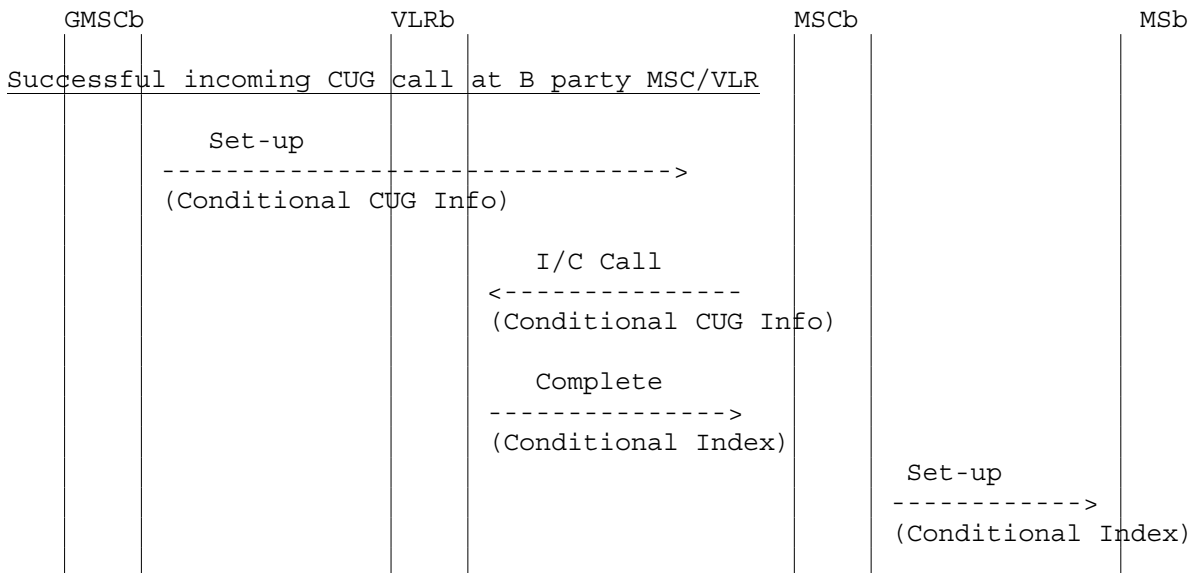 GMSCb VLRb MSCb MSb
Successful incoming CUG call at B party MSC/VLR
Set-up
--------------------------------->
(Conditional CUG Info)
I/C Call
<----------------
(Conditional CUG Info)
Complete
--------------->
(Conditional Index)
Set-up
------------>
(Conditional Index)